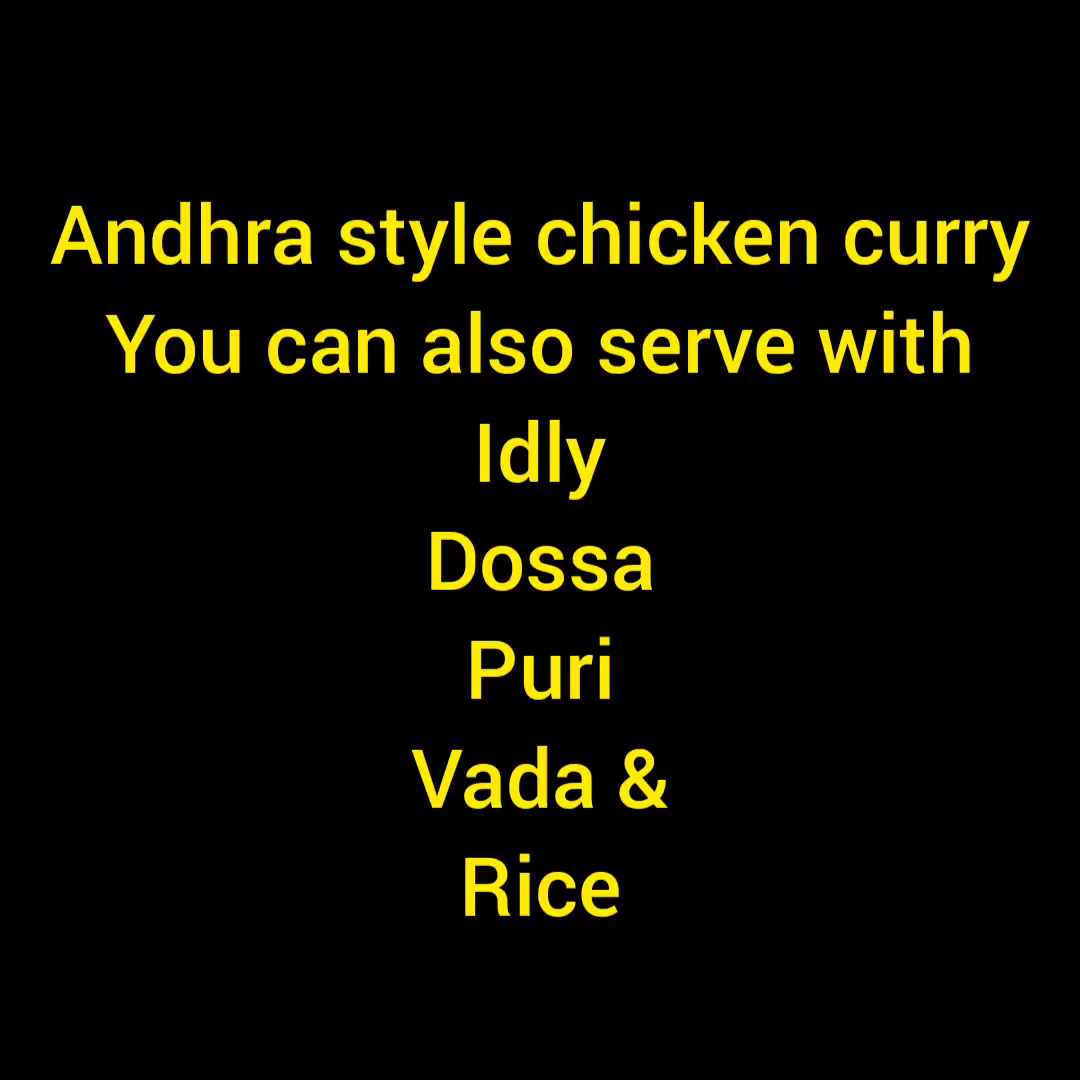 Andhra style chicken curry
You can also serve with
Idly
Dossa
Puri
Vada &
Rice